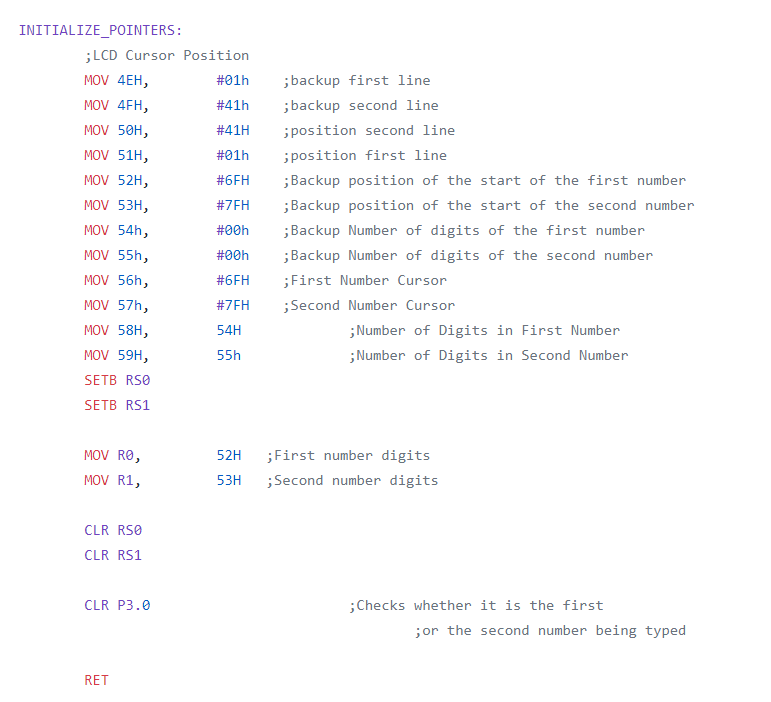 INITIALIZE_POINTERS:
;LCD Cursor Position
MOV 4EH, #01h ;backup first line
MOV 4FH, #41h ;backup second line
MOV 50H, #41H ;position second line
MOV 51H, #01h ;position first line
MOV 52H, #6FH ;Backup position of the start of the first number
MOV 53H, #7FH ;Backup position of the start of the second number
MOV 54h, #00h ;Backup Number of digits of the first number
MOV 55h, #00h ;Backup Number of digits of the second number
MOV 56h, #6FH ;First Number Cursor
MOV 57h, #7FH ;Second Number Cursor
MOV 58H, 54H ;Number of Digits in First Number
MOV 59H, 55h ;Number of Digits in Second Number
SETB RS0
SETB RS1
MOV R0, 52H ;First number digits
MOV R1, 53H ;Second number digits
CLR RS0
CLR RS1
CLR P3.0 ;Checks whether it is the first
;or the second number being typed
RET